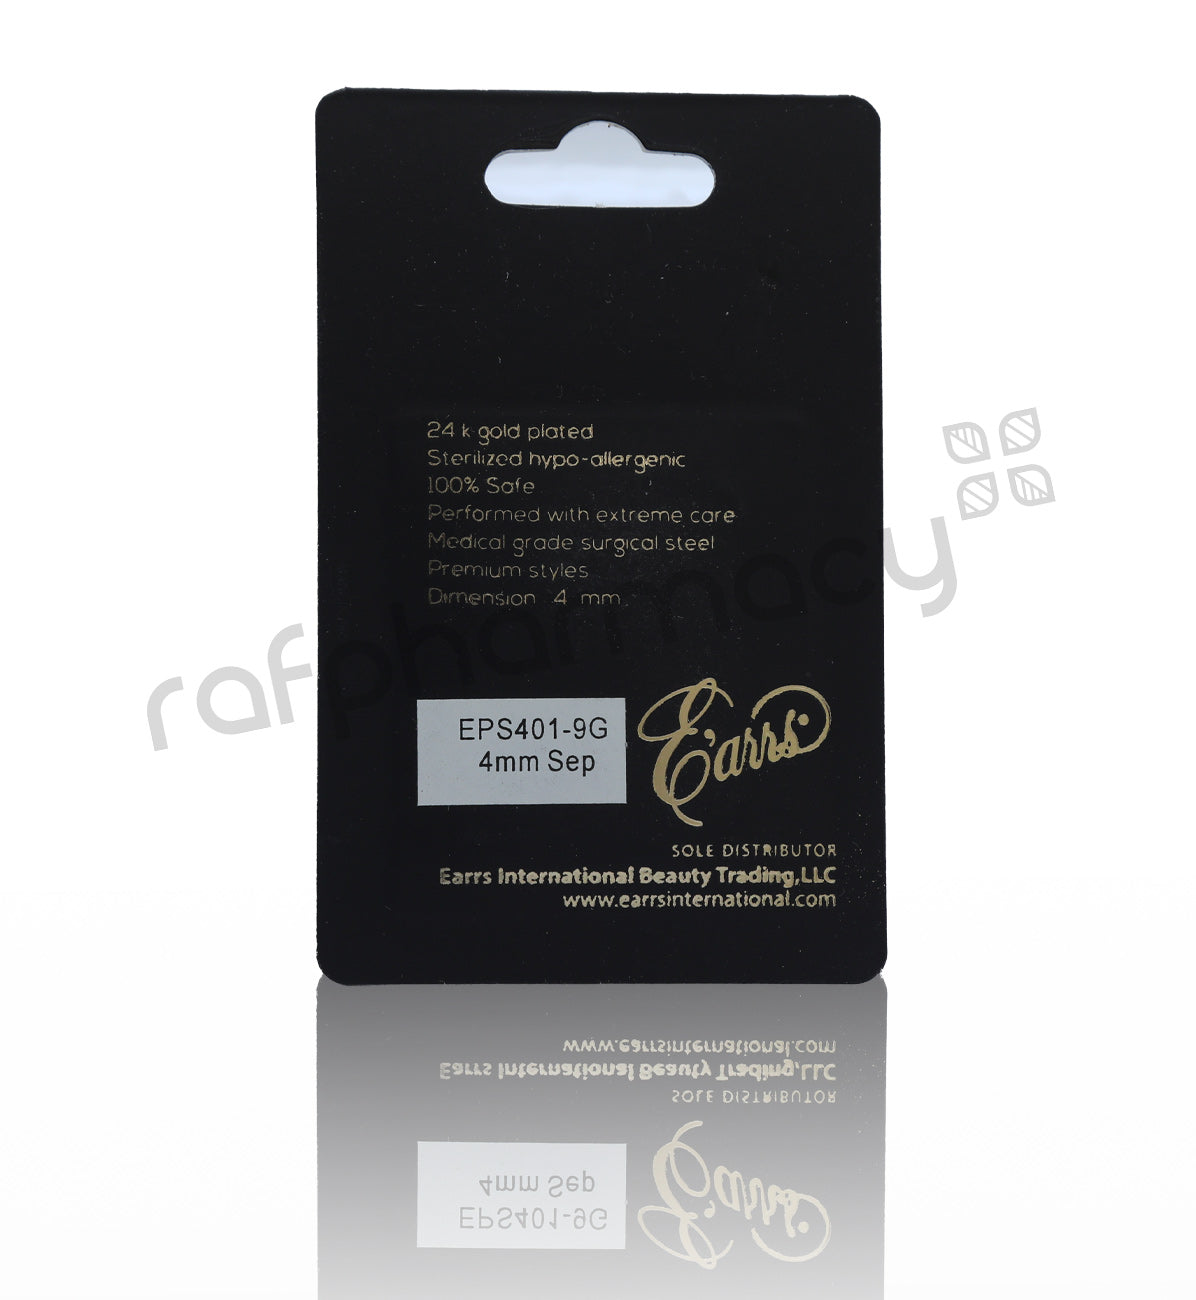 24 k gold plated
Sterilized hypo-allergenic
100% Safe
Performed with extreme care
Medical grade surgical steel
Premium styles
Dimension 4 mm
rafpharmacy
EPS401-9G
4mm Sep
E'arrs
SOLE DISTRIBUTOR
Earrs International Beauty Trading,LLC
www.earrsinternational.com